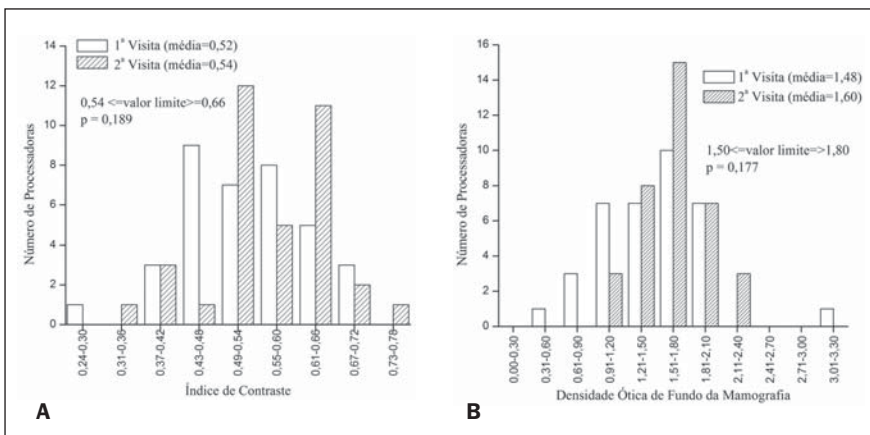 14
12
10
8
6
4
2
0
Número de Processadoras
1ª Visita (média=0,52)
2ª Visita (média=0,54)
0,54 <=valor limite>=0,66
p = 0,189
0,24-0,30
0,31-0,36
0,37-0,42
0,43-0,48
0,49-0,54
0,55-0,60
0,61-0,66
0,67-0,72
0,73-0,78
Índice de Contraste
A
16
14
12
10
8
6
4
2
0
Número de Processadoras
1ª Visita (média=1,48)
2ª Visita (média=1,60)
1,50<=valor limite=>1,80
p = 0,177
0,00-0,30
0,31-0,60
0,61-0,90
0,91-1,20
1,21-1,50
1,51-1,80
1,81-2,10
2,11-2,40
2,41-2,70
2,71-3,00
3,01-3,30
Densidade Ótica de Fundo da Mamografia
B